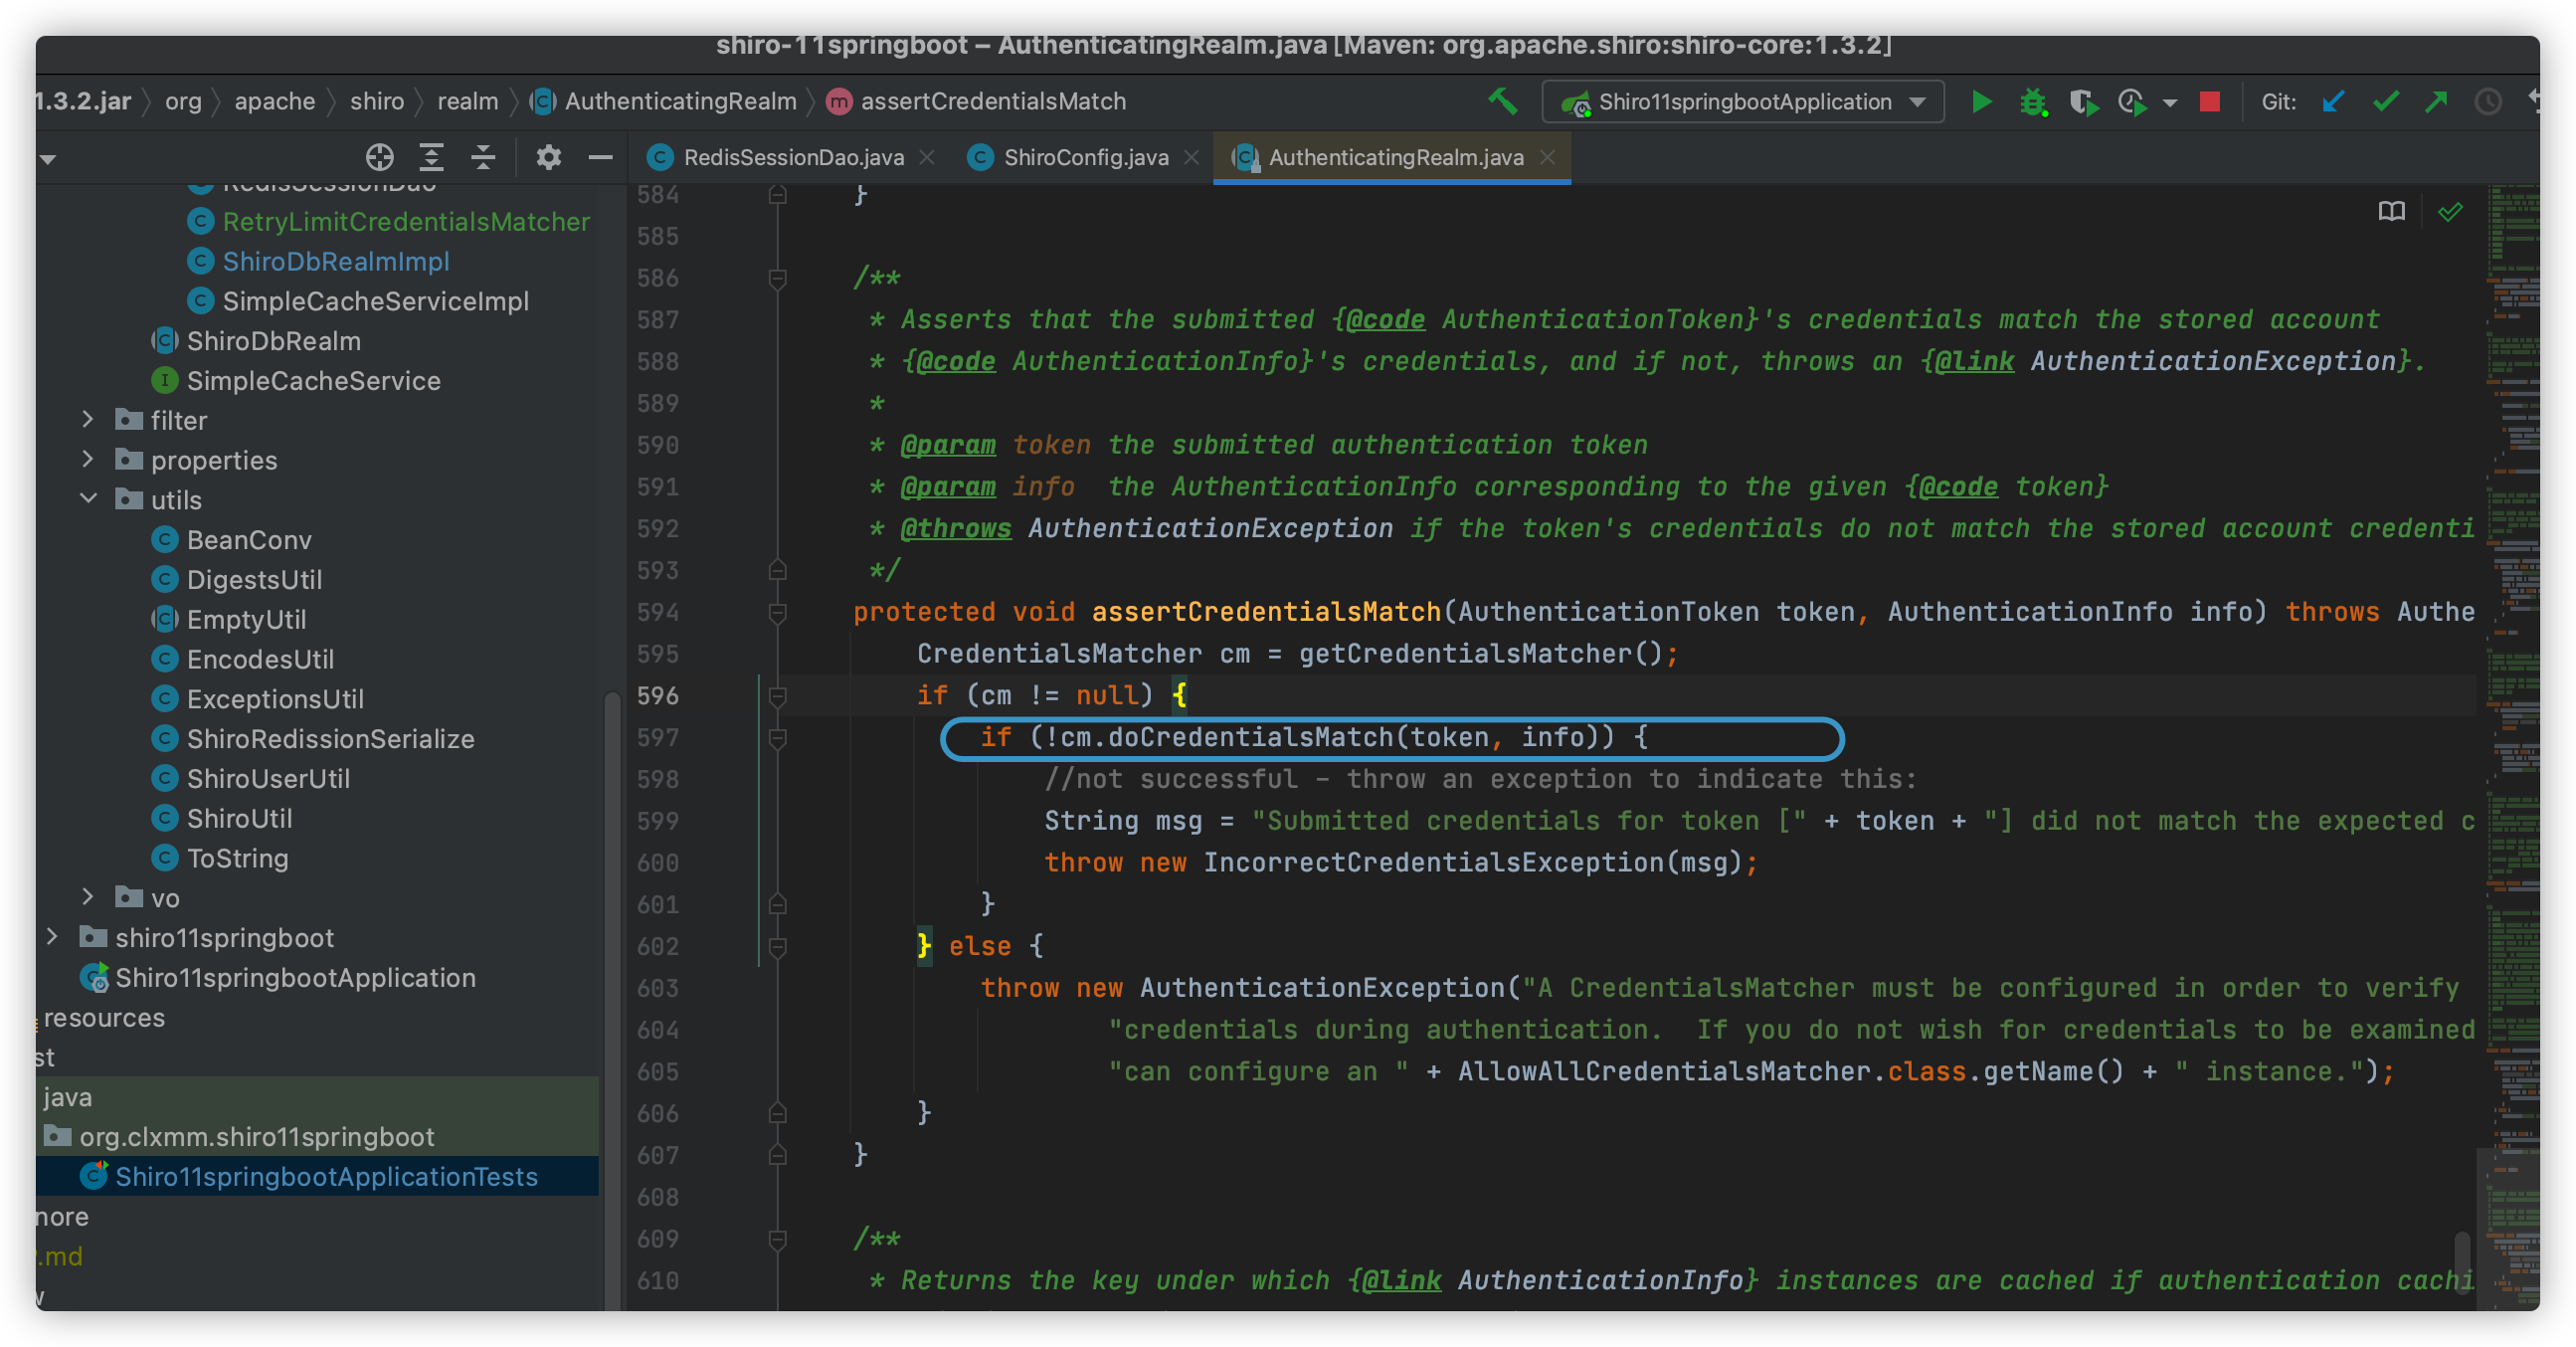 shiro-11springboot – AuthenticatingRealm.java [Maven: org.apache.shiro:shiro-core:1.3.2]
1.3.2.jar org apache shiro realm AuthenticatingRealm assertCredentialsMatch Shiro11springbootApplication Git:
RedisSessionDao.java ShiroConfig.java AuthenticatingRealm.java
RedisSessionDao
RetryLimitCredentialsMatcher
ShiroDbRealmImpl
SimpleCacheServiceImpl
ShiroDbRealm
SimpleCacheService
filter
properties
utils
BeanConv
DigestsUtil
EmptyUtil
EncodesUtil
ExceptionsUtil
ShiroRedissionSerialize
ShiroUserUtil
ShiroUtil
ToString
vo
shiro11springboot
Shiro11springbootApplication
resources
st
java
org.clxmm.shiro11springboot
Shiro11springbootApplicationTests
nore
.md
584 }
585
586 /**
587 * Asserts that the submitted {@code AuthenticationToken}'s credentials match the stored account
588 * {@code AuthenticationInfo}'s credentials, and if not, throws an {@link AuthenticationException}.
589 *
590 * @param token the submitted authentication token
591 * @param info  the AuthenticationInfo corresponding to the given {@code token}
592 * @throws AuthenticationException if the token's credentials do not match the stored account credenti
593 */
594 protected void assertCredentialsMatch(AuthenticationToken token, AuthenticationInfo info) throws Authe
595 CredentialsMatcher cm = getCredentialsMatcher();
596 if (cm != null) {
597 if (!cm.doCredentialsMatch(token, info)) {
598 //not successful - throw an exception to indicate this:
599 String msg = "Submitted credentials for token [" + token + "] did not match the expected c
600 throw new IncorrectCredentialsException(msg);
601 }
602 } else {
603 throw new AuthenticationException("A CredentialsMatcher must be configured in order to verify
604 "credentials during authentication.  If you do not wish for credentials to be examined
605 "can configure an " + AllowAllCredentialsMatcher.class.getName() + " instance.");
606 }
607 }
608
609 /**
610 * Returns the key under which {@link AuthenticationInfo} instances are cached if authentication cachi